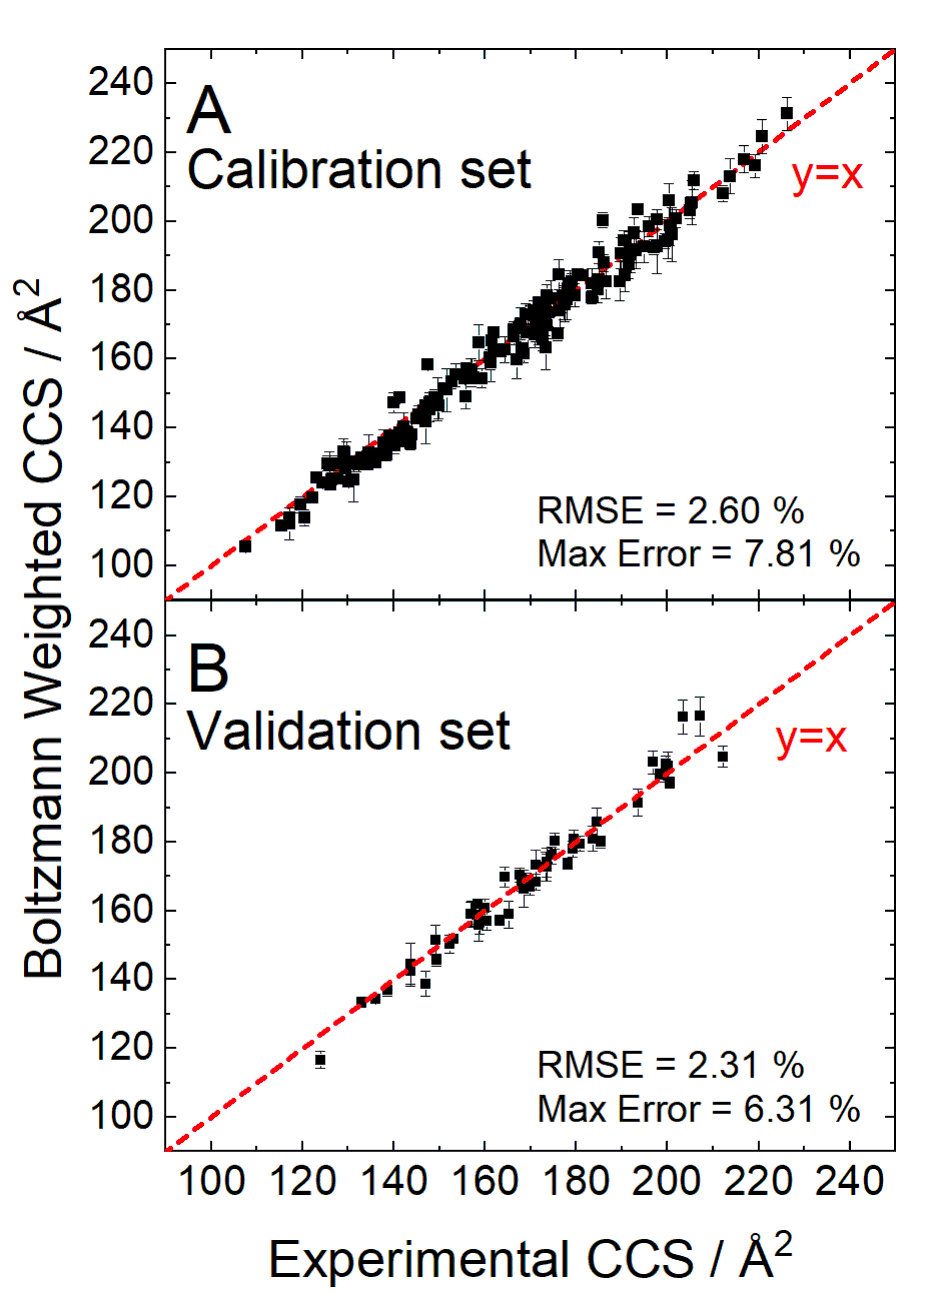 Boltzmann Weighted CCS / Å²
A
Calibration set
y=x
RMSE = 2.60 %
Max Error = 7.81 %
240
220
200
180
160
140
120
100
B
Validation set
y=x
RMSE = 2.31 %
Max Error = 6.31 %
240
220
200
180
160
140
120
100
100 120 140 160 180 200 220 240
Experimental CCS / Å²